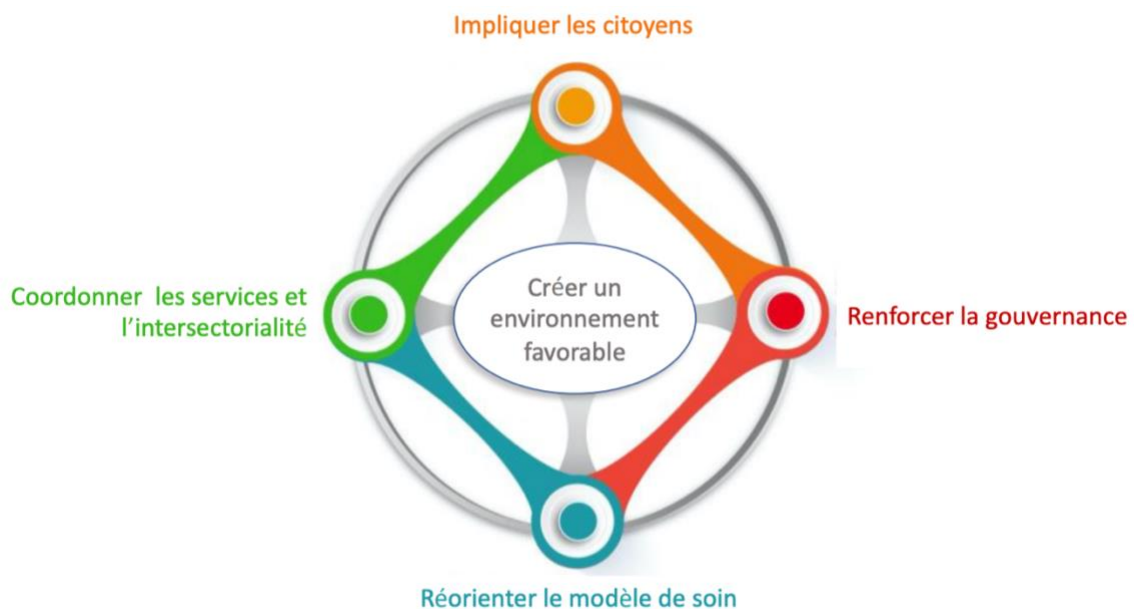 Impliquer les citoyens
Coordonner les services et
l'intersectorialité
Créer un
environnement
favorable
Renforcer la gouvernance
Réorienter le modèle de soin